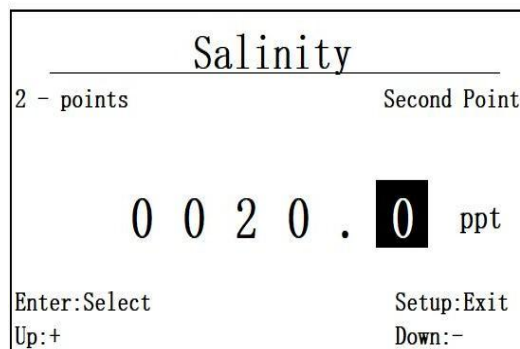 Salinity
2 - points Second Point
0 0 2 0 . 0 ppt
Enter:Select Setup:Exit
Up:+ Down:-